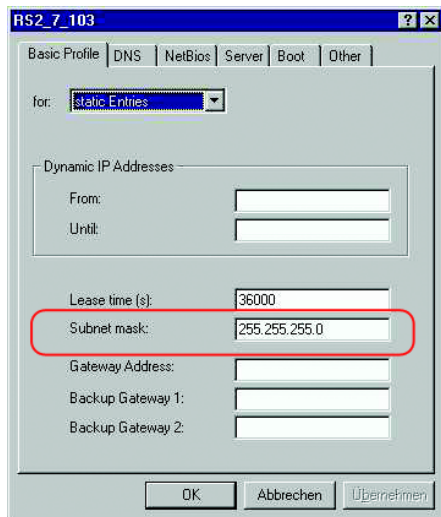 RS2_7_103
Basic Profile DNS NetBios Server Boot Other
for: static Entries
Dynamic IP Addresses
From:
Until:
Lease time (s): 36000
Subnet mask: 255.255.255.0
Gateway Address:
Backup Gateway 1:
Backup Gateway 2:
OK Abbrechen Übernehmen